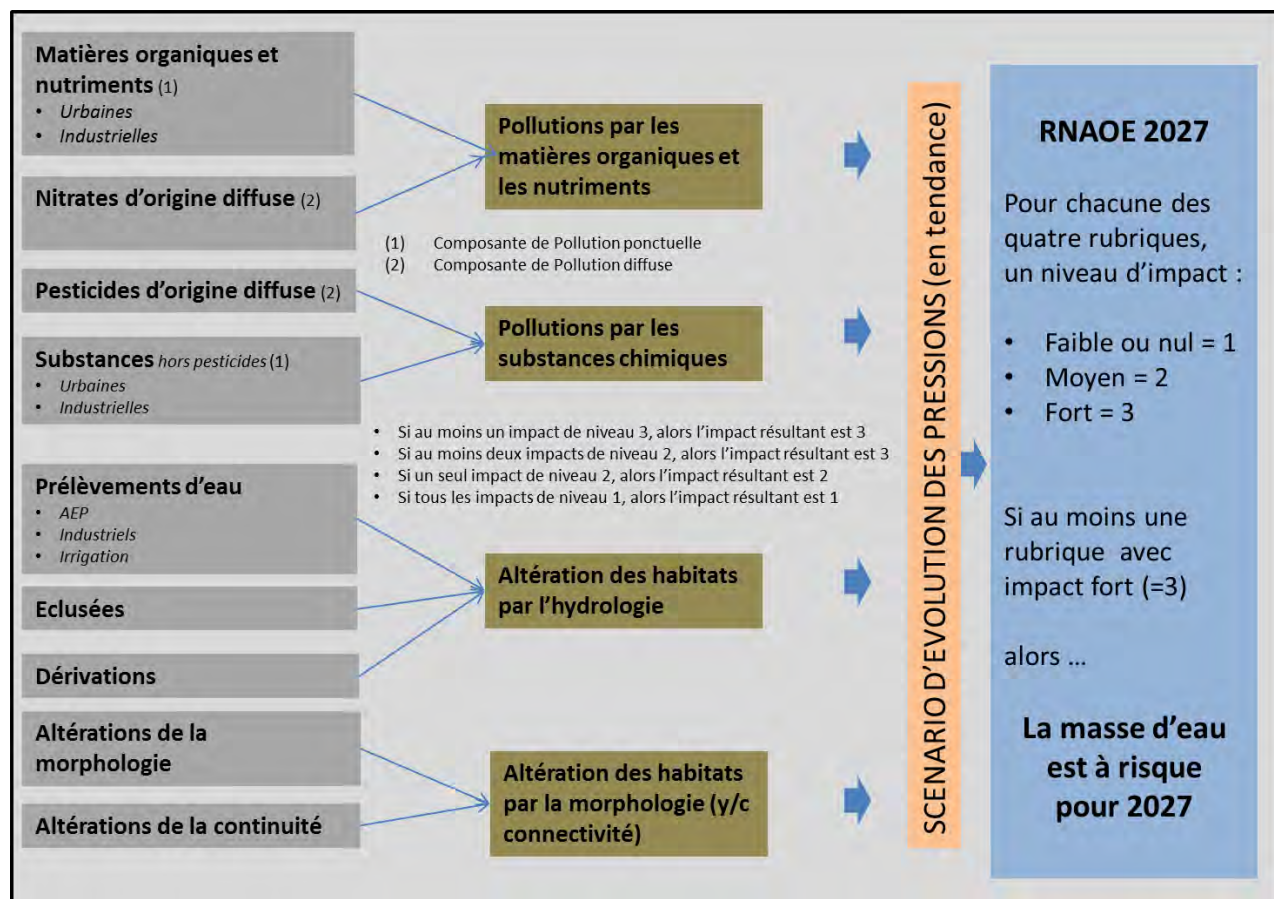 Matières organiques et
nutriments (1)
• Urbaines
• Industrielles
Nitrates d'origine diffuse (2)
Pesticides d'origine diffuse (2)
Substances hors pesticides (1)
• Urbaines
• Industrielles
Prélèvements d'eau
• AEP
• Industriels
• Irrigation
Eclusées
Dérivations
Altérations de la
morphologie
Altérations de la continuité
Pollutions par les
matières organiques et
les nutriments
(1) Composante de Pollution ponctuelle
(2) Composante de Pollution diffuse
Pollutions par les
substances chimiques
• Si au moins un impact de niveau 3, alors l'impact résultant est 3
• Si au moins deux impacts de niveau 2, alors l'impact résultant est 3
• Si un seul impact de niveau 2, alors l'impact résultant est 2
• Si tous les impacts de niveau 1, alors l'impact résultant est 1
Altération des habitats
par l'hydrologie
Altération des habitats
par la morphologie (y/c
connectivité)
SCENARIO D'EVOLUTION DES PRESSIONS (en tendance)
RNAOE 2027
Pour chacune des
quatre rubriques,
un niveau d'impact :
• Faible ou nul = 1
• Moyen = 2
• Fort = 3
Si au moins une
rubrique avec
impact fort (=3)
alors ...
La masse d'eau
est à risque
pour 2027